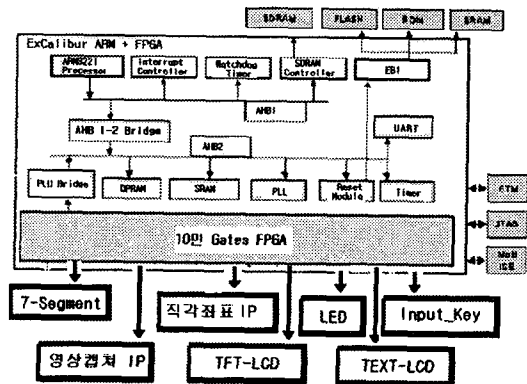 SDRAM
FLASH
ROM
SRAM
ExCalibur ARM + FPGA
ARM922T Processor
Interrupt Controller
Watchdog Timer
SDRAM Controller
EBI
AHB1
AHB 1-2 Bridge
AHB2
UART
PLD Bridge
DPRAM
SRAM
PLL
Reset Module
Timer
ETM
JTAG
10만 Gates FPGA
7-Segment
직각좌표 IP
LED
Input_Key
영상캡쳐 IP
TFT-LCD
TEXT-LCD